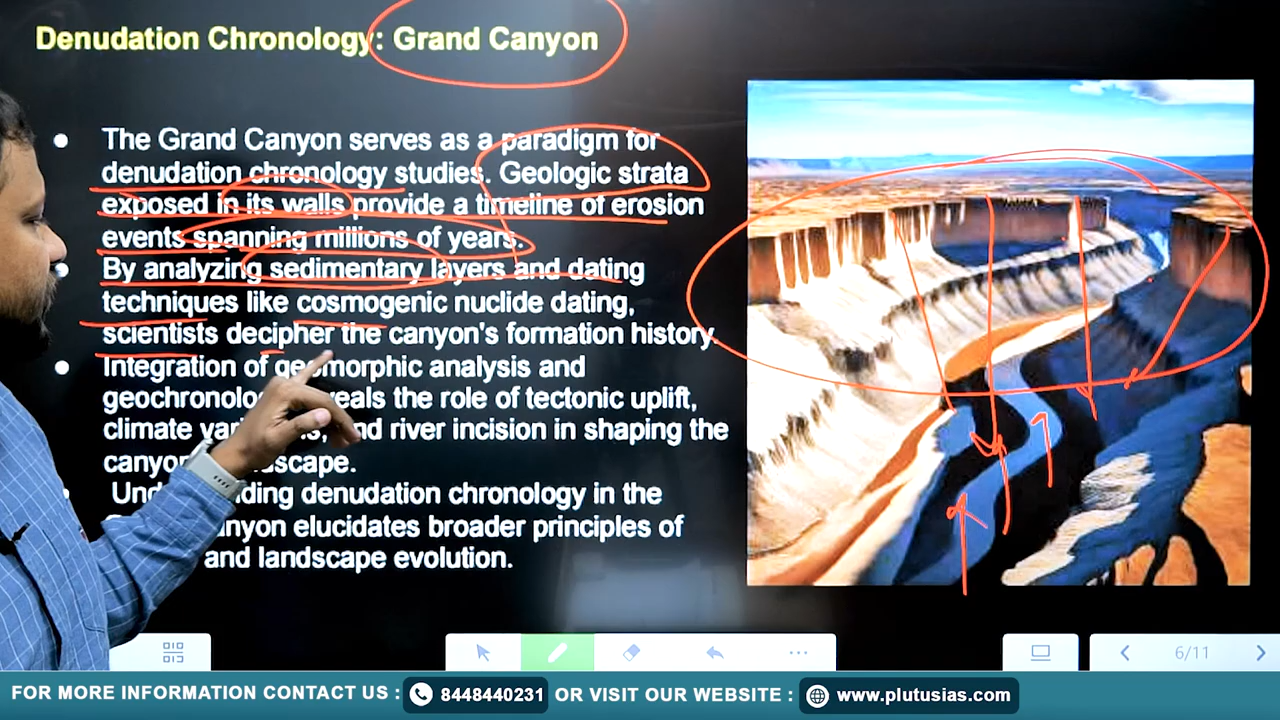 Denudation Chronology: Grand Canyon
● The Grand Canyon serves as a paradigm for
denudation chronology studies. Geologic strata
exposed in its walls provide a timeline of erosion
events spanning millions of years.
● By analyzing sedimentary layers and dating
techniques like cosmogenic nuclide dating,
scientists decipher the canyon's formation history.
● Integration of geomorphic analysis and
the role of tectonic uplift,
climate river incision in shaping the
denudation chronology in the
elucidates broader principles of
and landscape evolution.
6/11
FOR MORE INFORMATION CONTACT US : 8448440231 OR VISIT OUR WEBSITE : www.plutusias.com